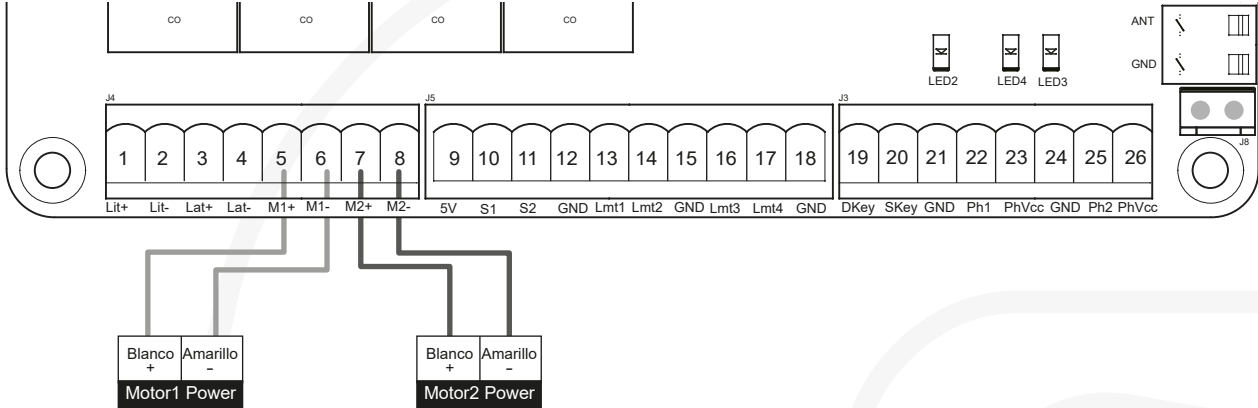 CO CO CO CO
ANT
GND
LED2 LED4 LED3
J4 J5 J3 J8
1 2 3 4 5 6 7 8 9 10 11 12 13 14 15 16 17 18 19 20 21 22 23 24 25 26
Lit+ Lit- Lat+ Lat- M1+ M1- M2+ M2- 5V S1 S2 GND Lmt1 Lmt2 GND Lmt3 Lmt4 GND DKey SKey GND Ph1 PhVcc GND Ph2 PhVcc
Blanco Amarillo Blanco Amarillo
+ - + -
Motor1 Power Motor2 Power